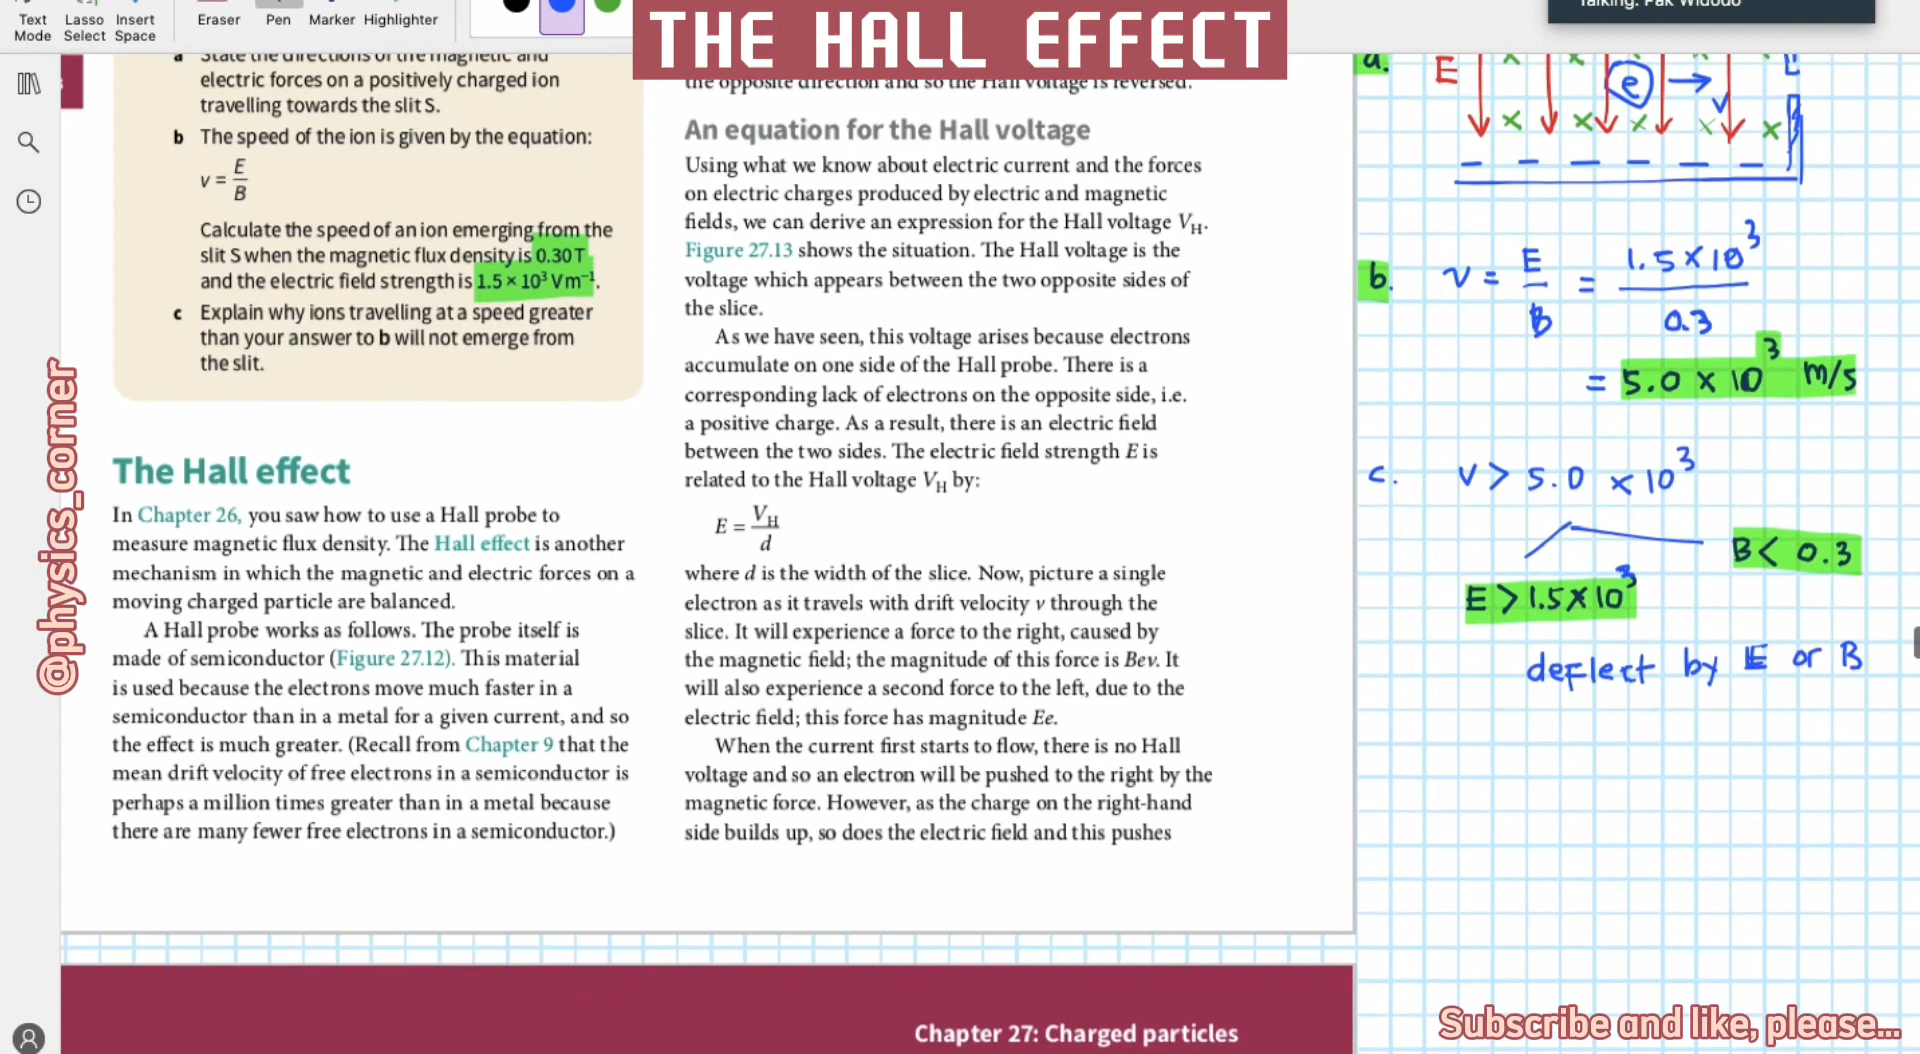 Talking: Pak Widodo
Text Mode
Lasso Select
Insert Space
Eraser
Pen
Marker
Highlighter
THE HALL EFFECT
a State the directions of the magnetic and
electric forces on a positively charged ion
travelling towards the slit S.
b The speed of the ion is given by the equation:
v = E/B
Calculate the speed of an ion emerging from the
slit S when the magnetic flux density is 0.30 T
and the electric field strength is 1.5 × 10³ V m⁻¹.
c Explain why ions travelling at a speed greater
than your answer to b will not emerge from
the slit.
@physics_corner
The Hall effect
In Chapter 26, you saw how to use a Hall probe to
measure magnetic flux density. The Hall effect is another
mechanism in which the magnetic and electric forces on a
moving charged particle are balanced.
A Hall probe works as follows. The probe itself is
made of semiconductor (Figure 27.12). This material
is used because the electrons move much faster in a
semiconductor than in a metal for a given current, and so
the effect is much greater. (Recall from Chapter 9 that the
mean drift velocity of free electrons in a semiconductor is
perhaps a million times greater than in a metal because
there are many fewer free electrons in a semiconductor.)
the opposite direction and so the Hall voltage is reversed.
An equation for the Hall voltage
Using what we know about electric current and the forces
on electric charges produced by electric and magnetic
fields, we can derive an expression for the Hall voltage V_H.
Figure 27.13 shows the situation. The Hall voltage is the
voltage which appears between the two opposite sides of
the slice.
As we have seen, this voltage arises because electrons
accumulate on one side of the Hall probe. There is a
corresponding lack of electrons on the opposite side, i.e.
a positive charge. As a result, there is an electric field
between the two sides. The electric field strength E is
related to the Hall voltage V_H by:
E = V_H/d
where d is the width of the slice. Now, picture a single
electron as it travels with drift velocity v through the
slice. It will experience a force to the right, caused by
the magnetic field; the magnitude of this force is Bev. It
will also experience a second force to the left, due to the
electric field; this force has magnitude Ee.
When the current first starts to flow, there is no Hall
voltage and so an electron will be pushed to the right by the
magnetic force. However, as the charge on the right-hand
side builds up, so does the electric field and this pushes
Chapter 27: Charged particles
a.
E e v
b. v = E/B = 1.5 × 10³/0.3
= 5.0 × 10³ m/s
c. v > 5.0 × 10³
B < 0.3
E > 1.5 × 10³
deflect by E or B
Subscribe and like, please...